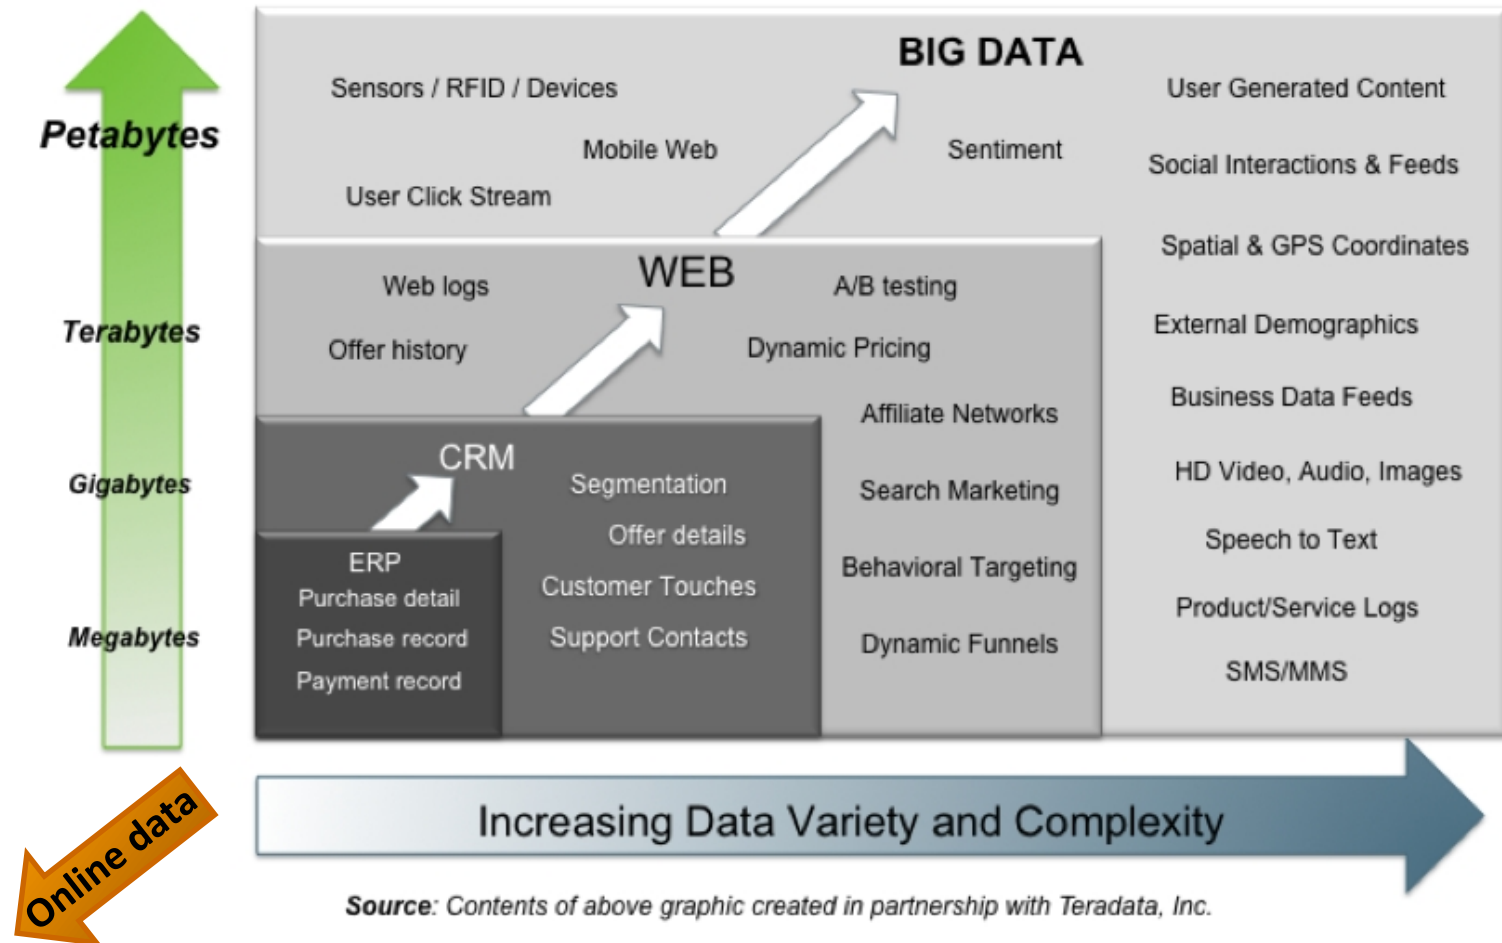 BIG DATA
Sensors / RFID / Devices
User Generated Content
Petabytes
Mobile Web
Sentiment
Social Interactions & Feeds
User Click Stream
Spatial & GPS Coordinates
WEB
Web logs
A/B testing
Terabytes
External Demographics
Offer history
Dynamic Pricing
Business Data Feeds
Affiliate Networks
CRM
HD Video, Audio, Images
Gigabytes
Segmentation
Search Marketing
Offer details
Speech to Text
ERP
Behavioral Targeting
Customer Touches
Purchase detail
Product/Service Logs
Megabytes
Purchase record
Support Contacts
Dynamic Funnels
Payment record
SMS/MMS
Increasing Data Variety and Complexity
Online data
Source: Contents of above graphic created in partnership with Teradata, Inc.